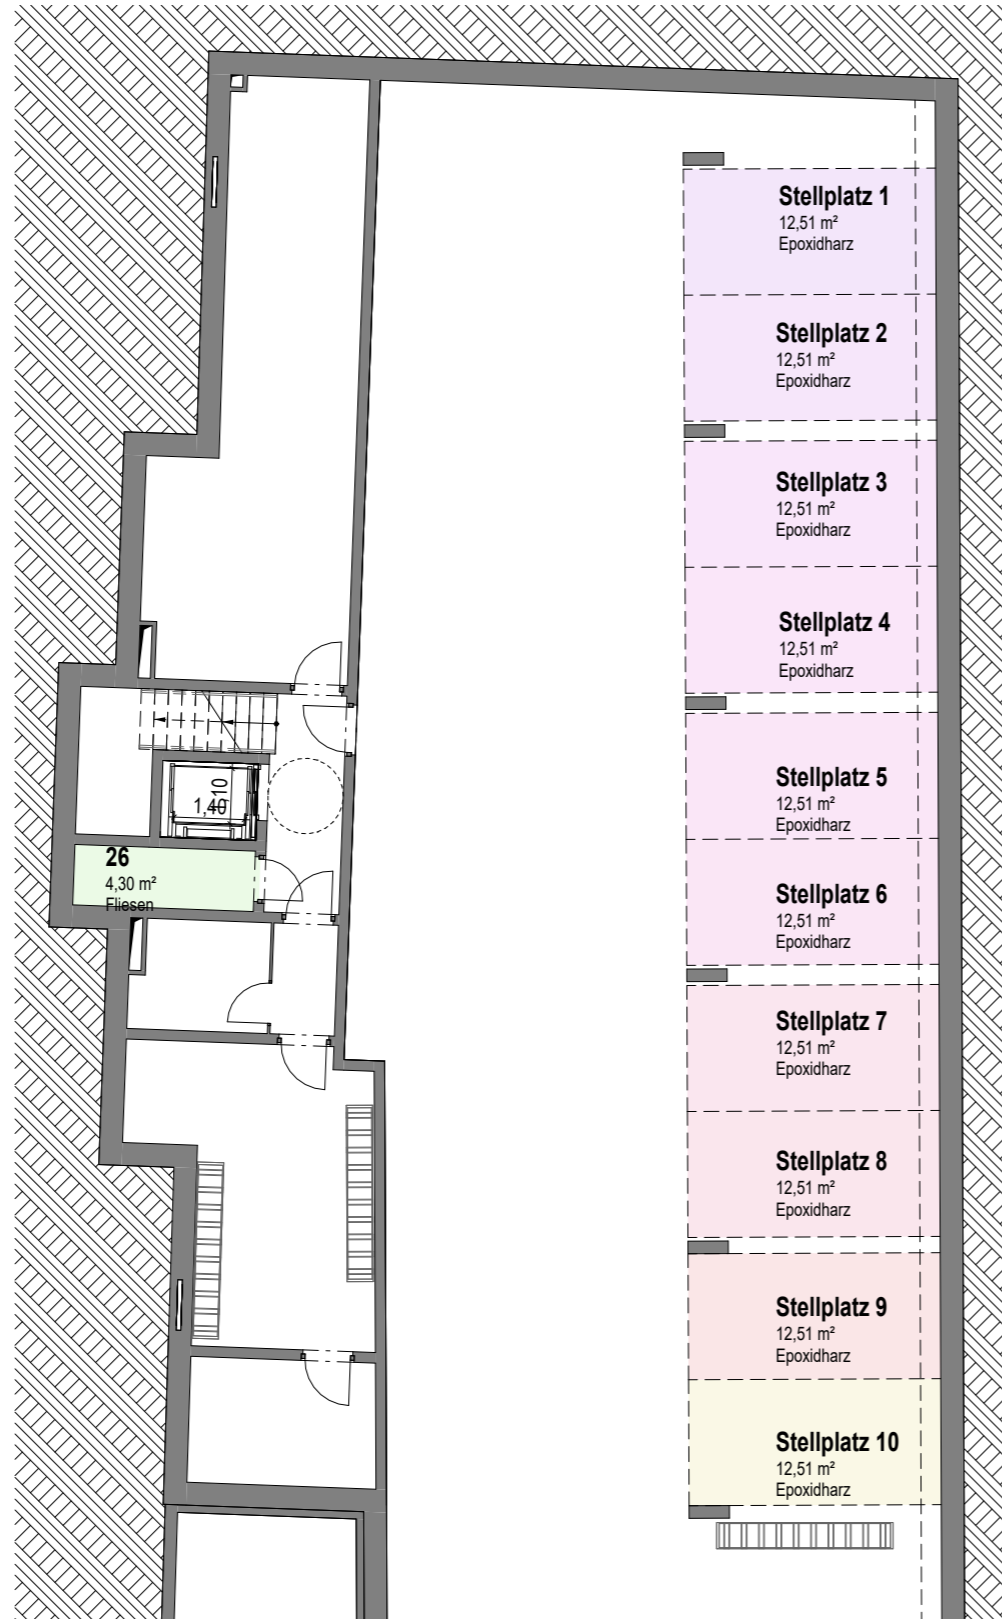 Stellplatz 1
12,51 m²
Epoxidharz
Stellplatz 2
12,51 m²
Epoxidharz
Stellplatz 3
12,51 m²
Epoxidharz
Stellplatz 4
12,51 m²
Epoxidharz
Stellplatz 5
12,51 m²
Epoxidharz
1,10
1,40
26
4,30 m²
Fliesen
Stellplatz 6
12,51 m²
Epoxidharz
Stellplatz 7
12,51 m²
Epoxidharz
Stellplatz 8
12,51 m²
Epoxidharz
Stellplatz 9
12,51 m²
Epoxidharz
Stellplatz 10
12,51 m²
Epoxidharz